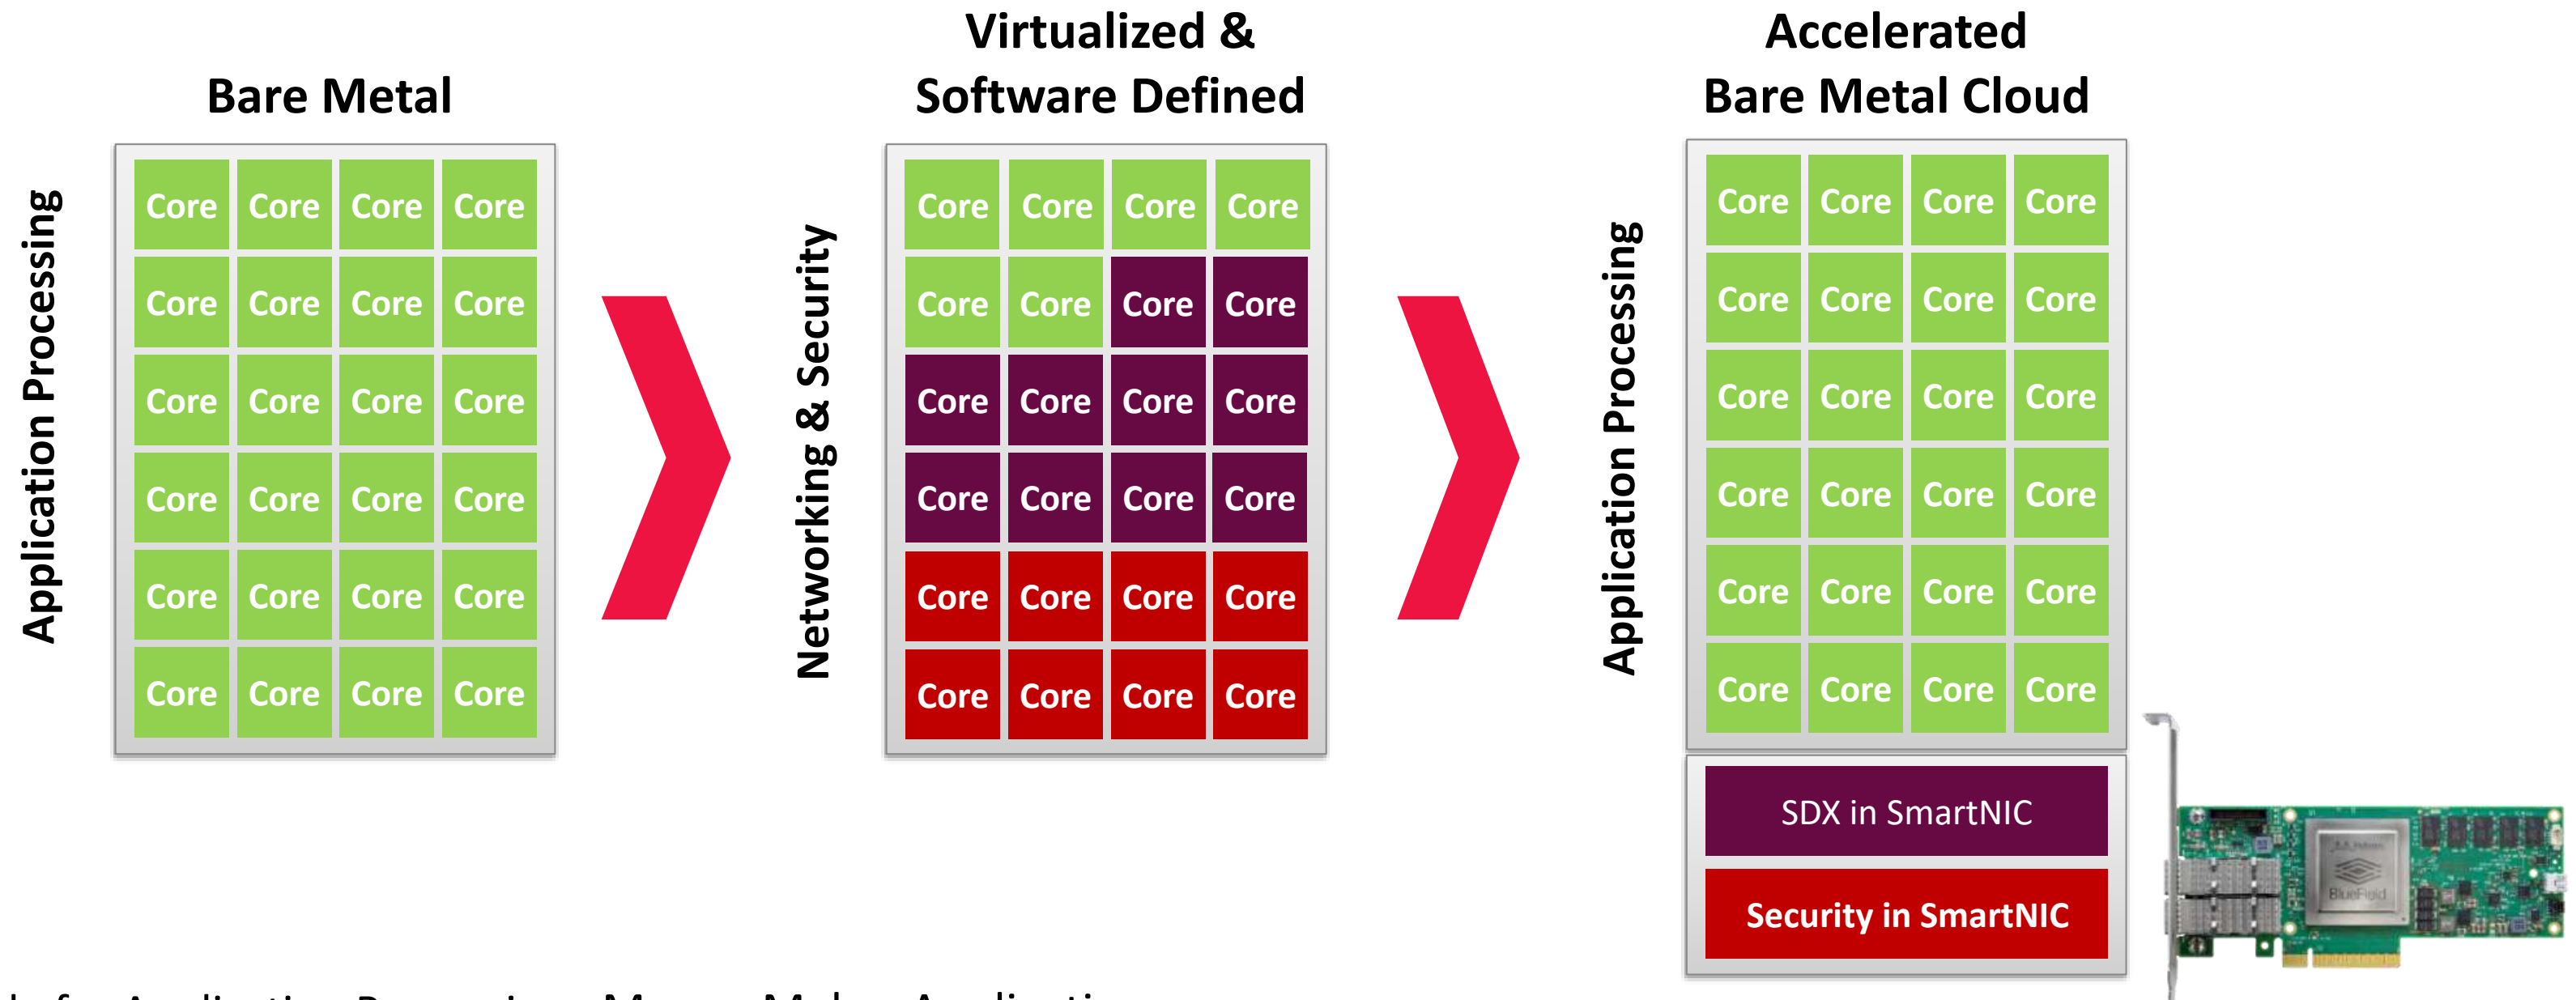 Bare Metal
Application Processing
Core Core Core Core
Core Core Core Core
Core Core Core Core
Core Core Core Core
Core Core Core Core
Core Core Core Core
Virtualized &
Software Defined
Networking & Security
Core Core Core Core
Core Core Core Core
Core Core Core Core
Core Core Core Core
Core Core Core Core
Core Core Core Core
Accelerated
Bare Metal Cloud
Application Processing
Core Core Core Core
Core Core Core Core
Core Core Core Core
Core Core Core Core
Core Core Core Core
Core Core Core Core
SDX in SmartNIC
Security in SmartNIC
BlueField